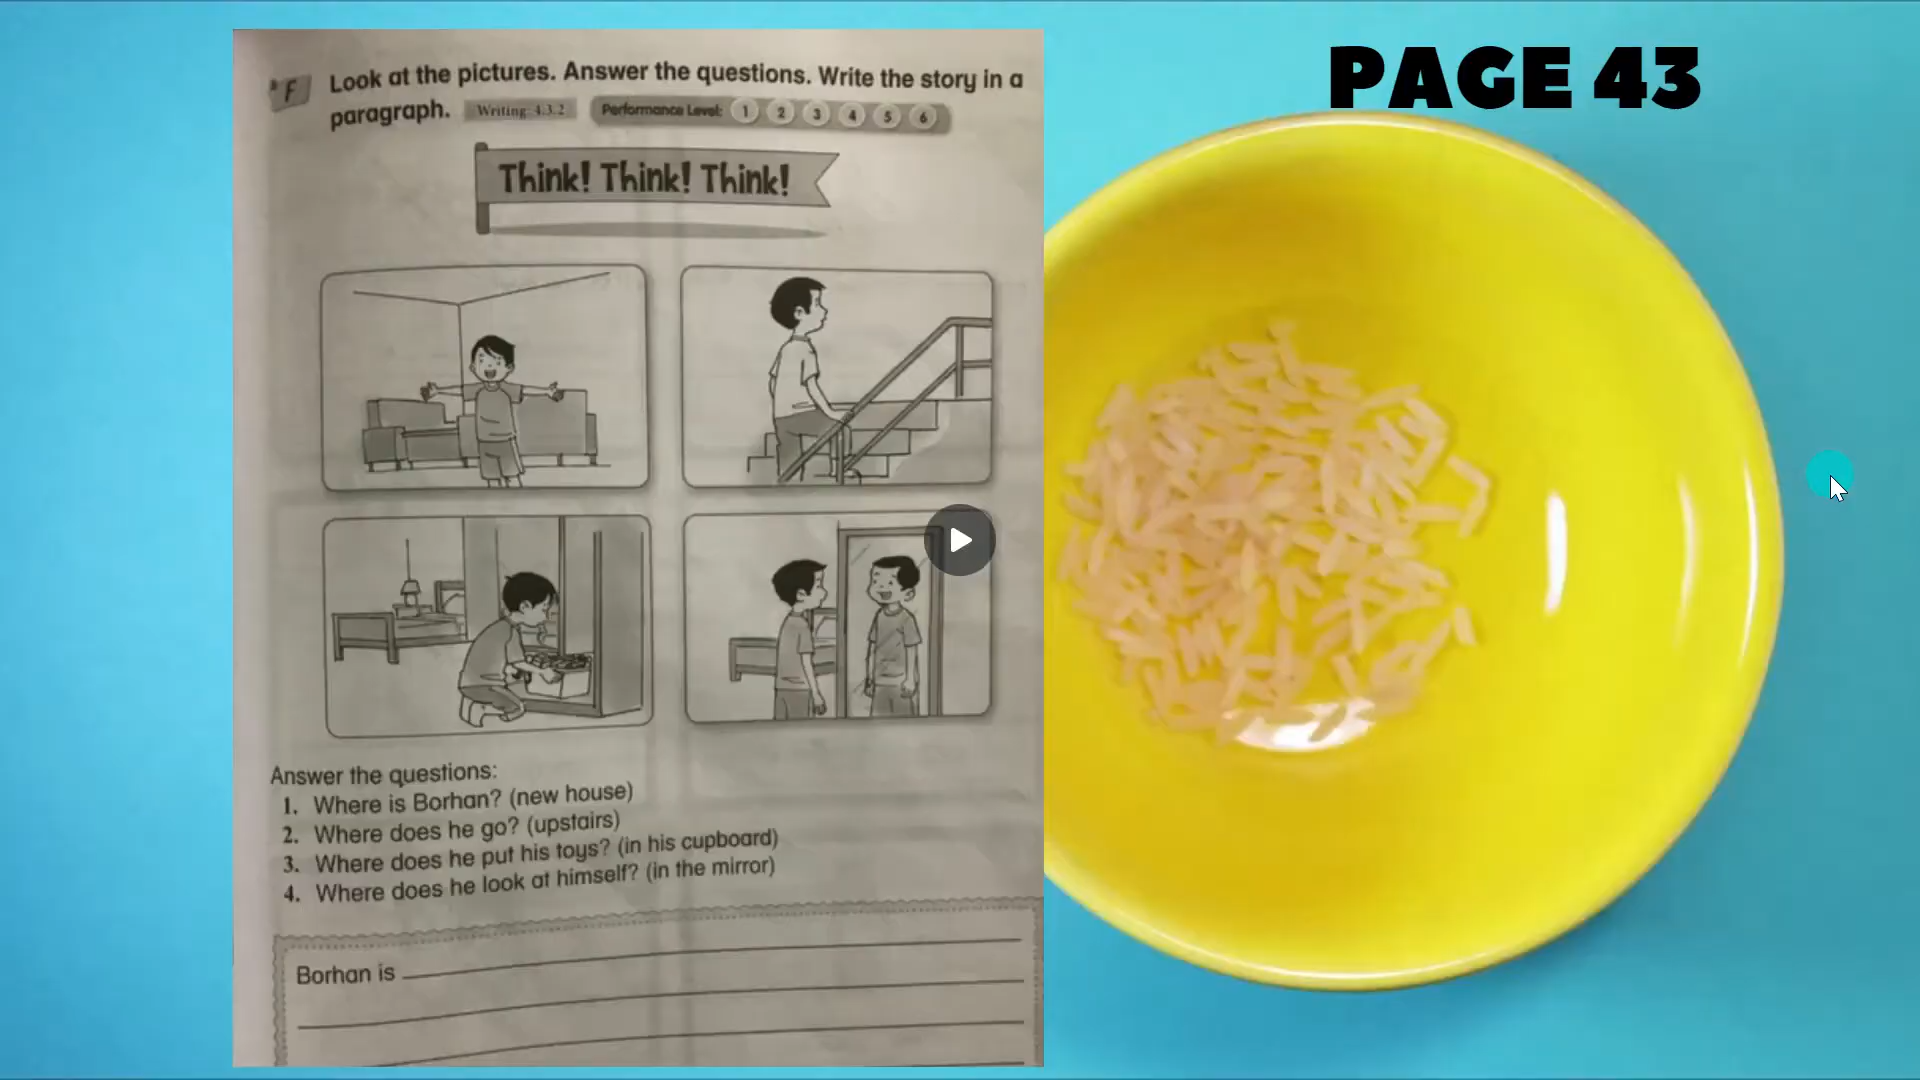 PAGE 43
F
Look at the pictures. Answer the questions. Write the story in a
paragraph. Writing: 4.3.2 Performance Level: 1 2 3 4 5 6
Think! Think! Think!
Answer the questions:
1. Where is Borhan? (new house)
2. Where does he go? (upstairs)
3. Where does he put his toys? (in his cupboard)
4. Where does he look at himself? (in the mirror)
Borhan is